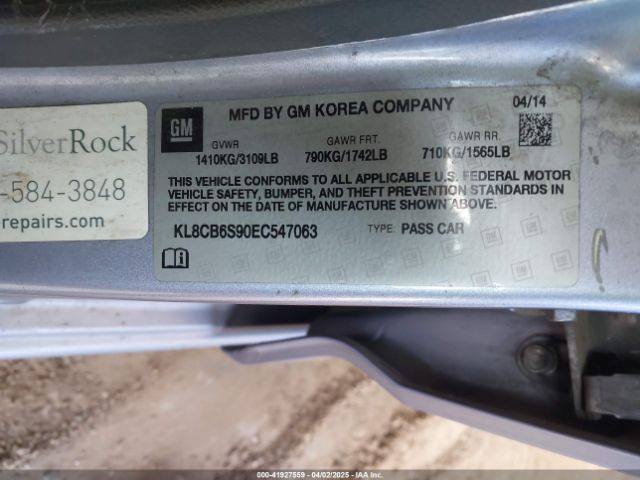 SilverRock
-584-3848
repairs.com
GM
MFD BY GM KOREA COMPANY 04/14
GVWR GAWR FRT. GAWR RR.
1410KG/3109LB 790KG/1742LB 710KG/1565LB
THIS VEHICLE CONFORMS TO ALL APPLICABLE U.S. FEDERAL MOTOR
VEHICLE SAFETY, BUMPER, AND THEFT PREVENTION STANDARDS IN
EFFECT ON THE DATE OF MANUFACTURE SHOWN ABOVE.
KL8CB6S90EC547063 TYPE: PASS CAR
000-41927559 - 04/02/2025 - IAAI.COM